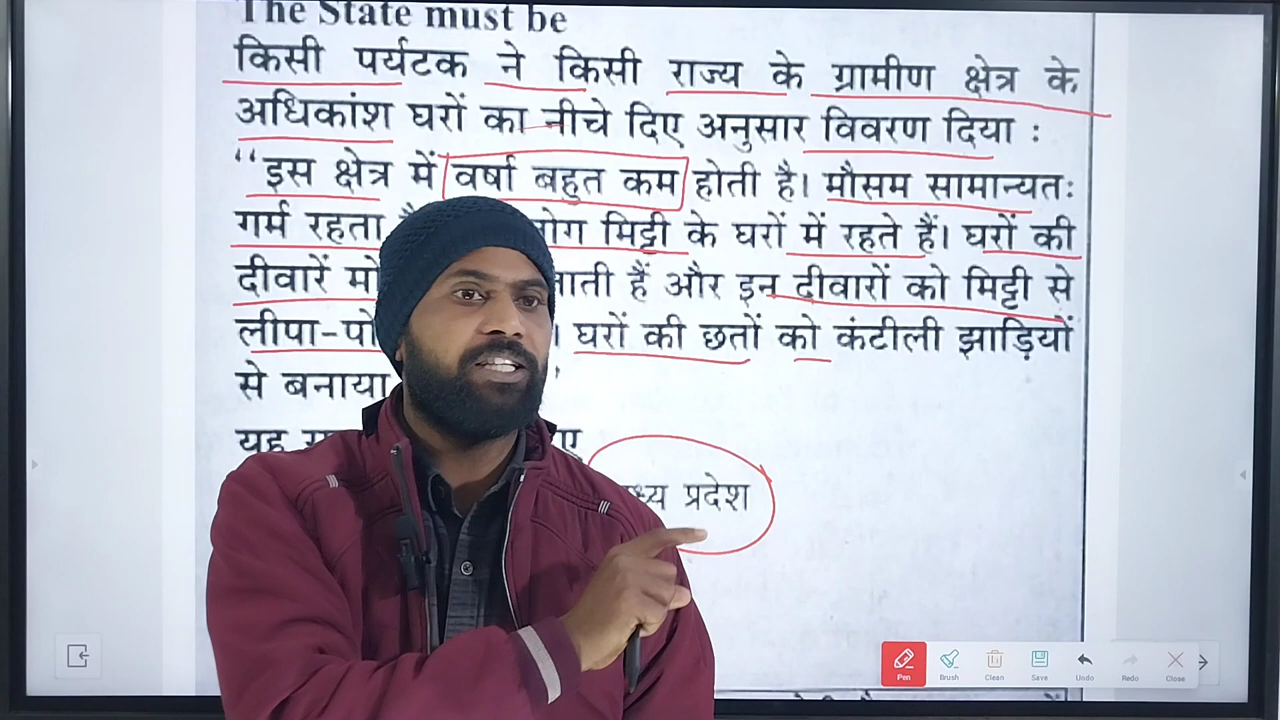 The State must be
किसी पर्यटक ने किसी राज्य के ग्रामीण क्षेत्र के
अधिकांश घरों का नीचे दिए अनुसार विवरण दिया :
“इस क्षेत्र में वर्षा बहुत कम होती है। मौसम सामान्यतः
गर्म रहता मिट्टी के घरों में रहते हैं। घरों की
दीवारें हैं और इन दीवारों को मिट्टी से
घरों की छतों को कंटीली झाड़ियों
से बनाया
यह
प्रदेश
Pen Brush Clean Save Undo Redo Close